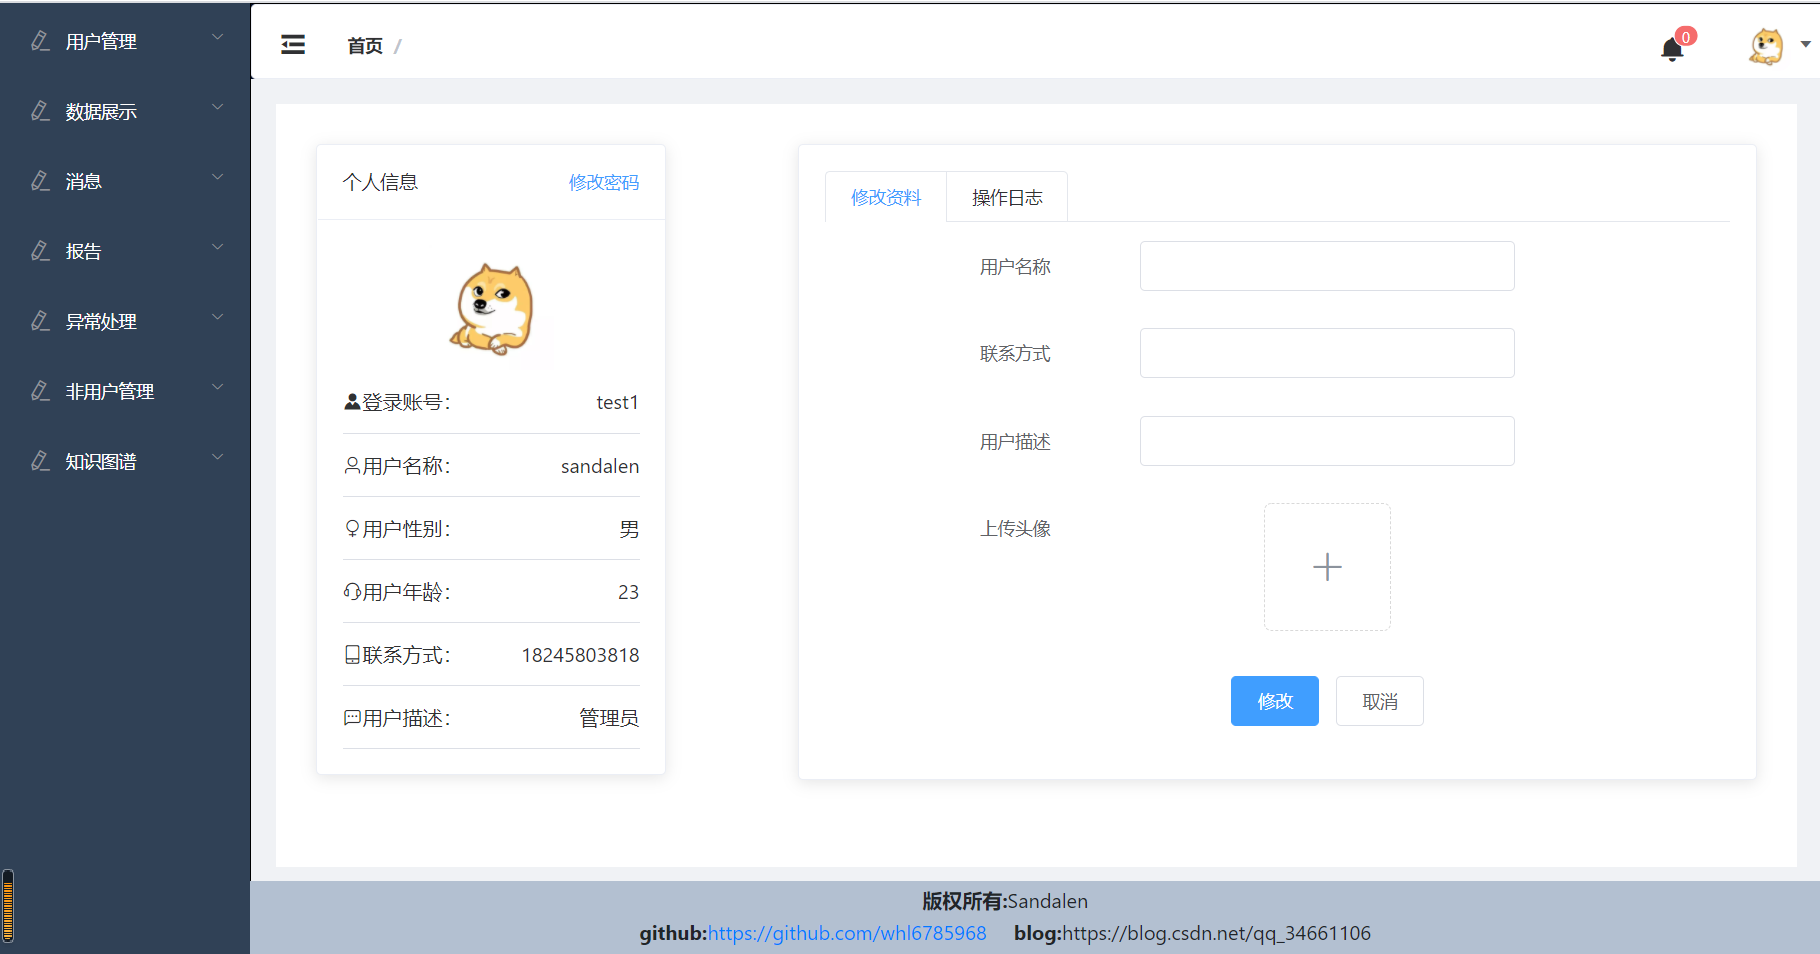 用户管理
数据展示
消息
报告
异常处理
非用户管理
知识图谱
首页 /
0
个人信息 修改密码
登录账号： test1
用户名称： sandalen
用户性别： 男
用户年龄： 23
联系方式： 18245803818
用户描述： 管理员
修改资料 操作日志
用户名称
联系方式
用户描述
上传头像
修改 取消
版权所有:Sandalen
github:https://github.com/whl6785968 blog:https://blog.csdn.net/qq_34661106